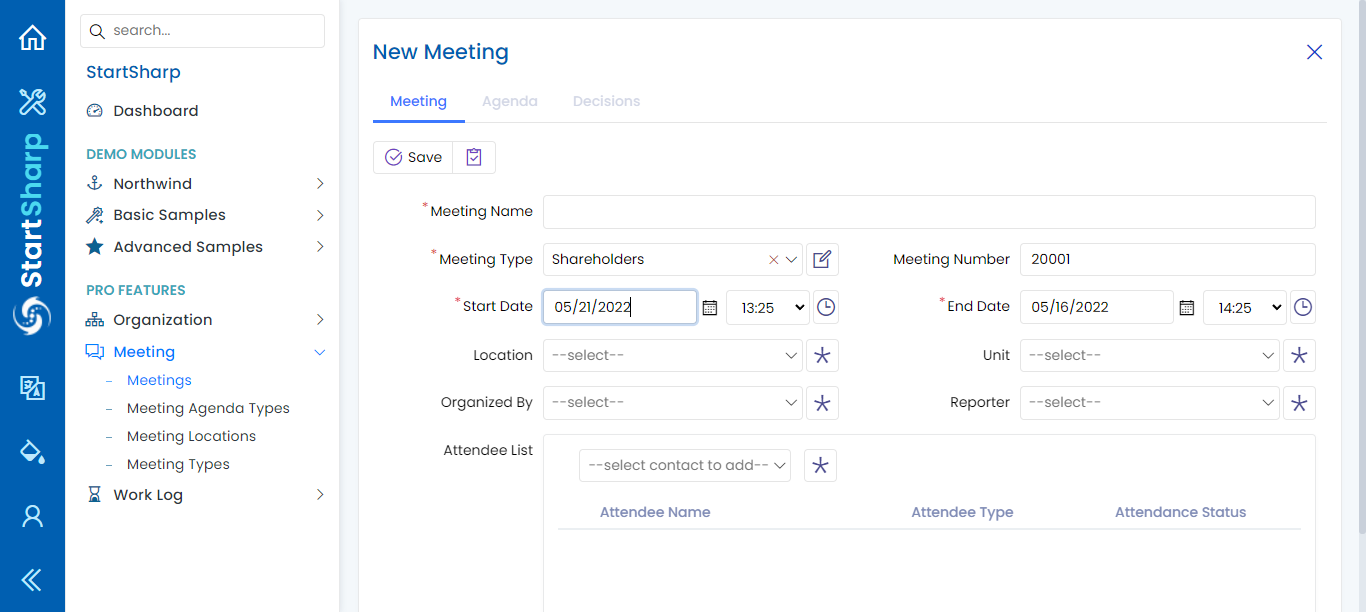 search...
StartSharp
Dashboard
DEMO MODULES
Northwind
Basic Samples
Advanced Samples
PRO FEATURES
Organization
Meeting
– Meetings
– Meeting Agenda Types
– Meeting Locations
– Meeting Types
Work Log
StartSharp
New Meeting
Meeting Agenda Decisions
Save
*Meeting Name
*Meeting Type Shareholders Meeting Number 20001
*Start Date 05/21/2022 13:25 *End Date 05/16/2022 14:25
Location --select-- Unit --select--
Organized By --select-- Reporter --select--
Attendee List
--select contact to add--
Attendee Name Attendee Type Attendance Status